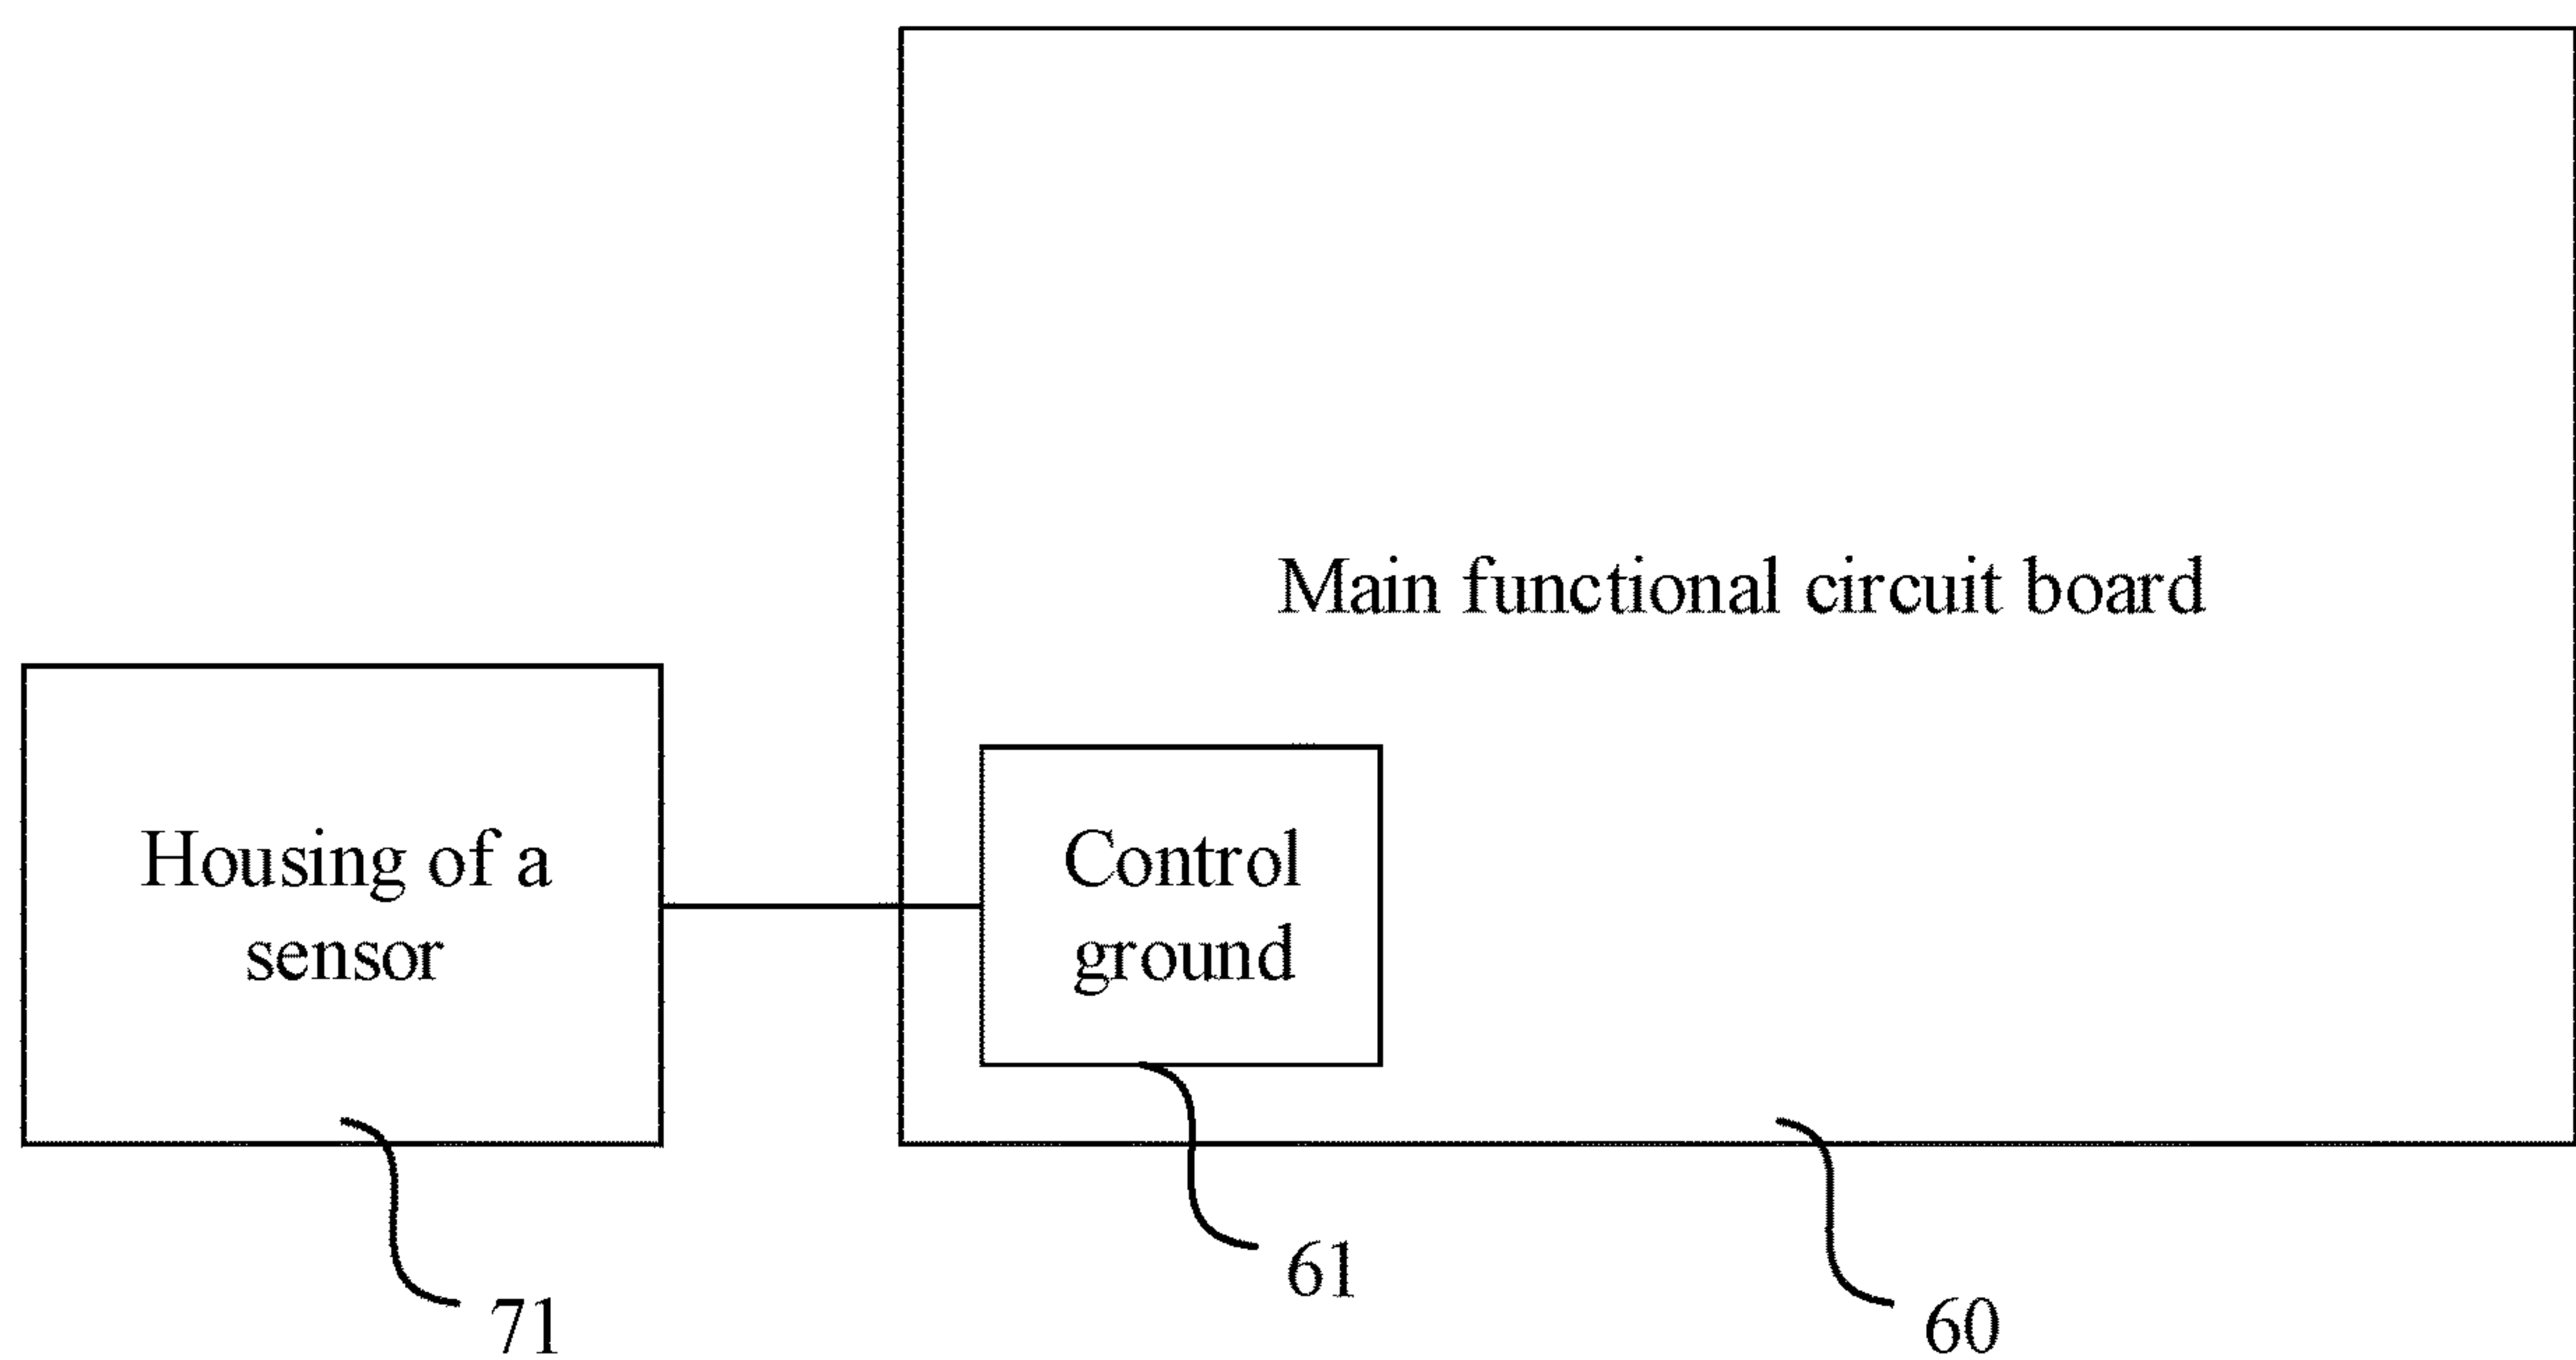 Main functional circuit board
Housing of a
sensor
Control
ground
61
71
60